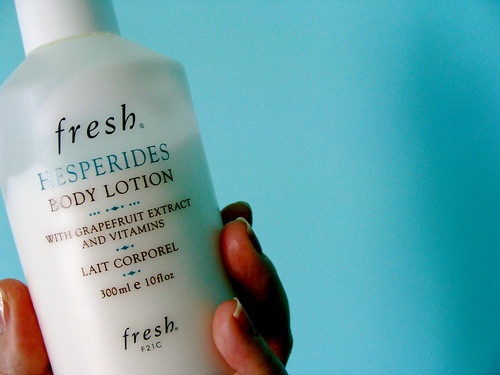 fresh®
HESPERIDES
BODY LOTION
WITH GRAPEFRUIT EXTRACT
AND VITAMINS
LAIT CORPOREL
300ml e 10floz
fresh®
F21C